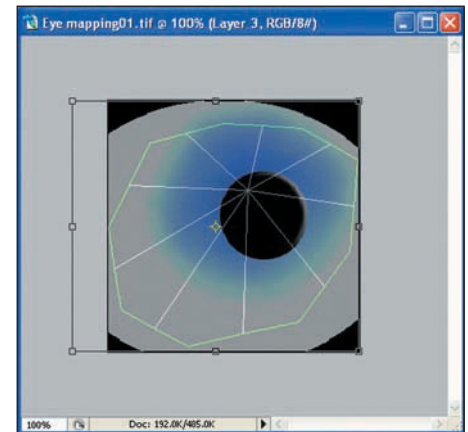 Eye mapping01.tif @ 100% (Layer 3, RGB/8#)
100% Doc: 192.0K/485.0K